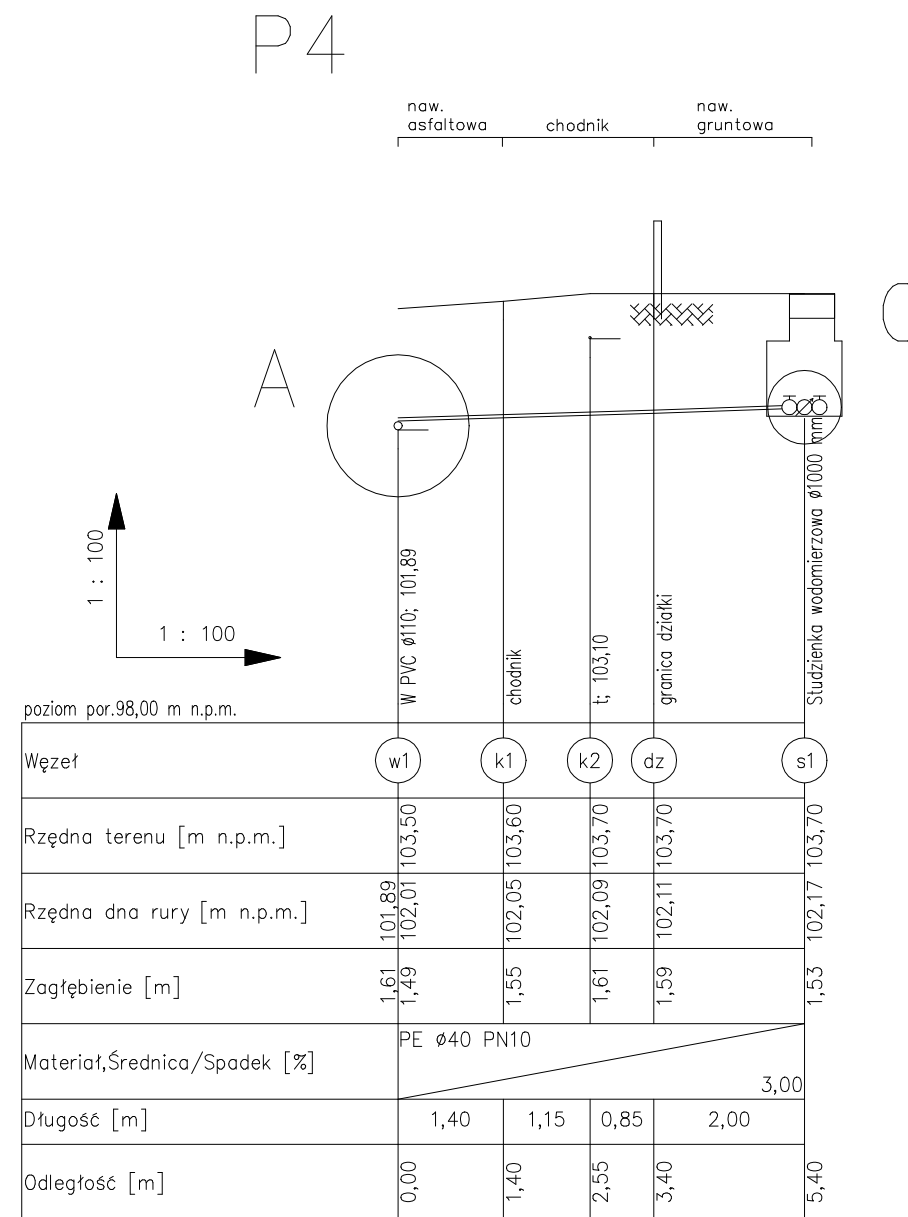 P4
naw. asfaltowa
chodnik
naw. gruntowa
A
1 : 100
1 : 100
W PVC ø110; 101,89
chodnik
t; 103,10
granica działki
Studzienka wodomierzowa ø1000 mm
poziom por.98,00 m n.p.m.
Węzeł w1 k1 k2 dz s1
Rzędna terenu [m n.p.m.] 103,50 103,60 103,70 103,70 103,70
Rzędna dna rury [m n.p.m.] 101,89 102,01 102,05 102,09 102,11 102,17
Zagłębienie [m] 1,61 1,49 1,55 1,61 1,59 1,53
Materiał,Średnica/Spadek [%] PE ø40 PN10 3,00
Długość [m] 1,40 1,15 0,85 2,00
Odległość [m] 0,00 1,40 2,55 3,40 5,40